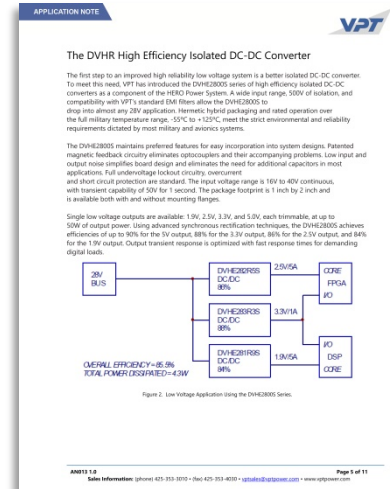 APPLICATION NOTE
VPT
The DVHR High Efficiency Isolated DC-DC Converter
The first step to an improved high reliability low voltage system is a better isolated DC-DC converter.
To meet this need, VPT has introduced the DVHE2800S series of high efficiency isolated DC-DC
converters as a component of the HERO Power System. A wide input range, 500V of isolation, and
compatibility with VPT's standard EMI filters allow the DVHE2800S to
drop into almost any 28V application. Hermetic hybrid packaging and rated operation over
the full military temperature range, -55°C to +125°C, meet the strict environmental and reliability
requirements dictated by most military and avionics systems.
The DVHE2800S maintains preferred features for easy incorporation into system designs. Patented
magnetic feedback circuitry eliminates optocouplers and their accompanying problems. Low input and
output noise simplifies board design and eliminates the need for additional capacitors in most
applications. Full undervoltage lockout circuitry, overcurrent
and short circuit protection are standard. The input voltage range is 16V to 40V continuous,
with transient capability of 50V for 1 second. The package footprint is 1 inch by 2 inch and
is available both with and without mounting flanges.
Single low voltage outputs are available: 1.9V, 2.5V, 3.3V, and 5.0V, each trimmable, at up to
50W of output power. Using advanced synchronous rectification techniques, the DVHE2800S achieves
efficiencies of up to 90% for the 5V output, 88% for the 3.3V output, 86% for the 2.5V output, and 84%
for the 1.9V output. Output transient response is optimized with fast response times for demanding
digital loads.
28V
BUS
DVHE282R5S
DC/DC
86%
2.5V/5A
CORE
FPGA
I/O
DVHE283R3S
DC/DC
88%
3.3V/1A
DVHE281R9S
DC/DC
84%
1.9V/5A
I/O
DSP
CORE
OVERALL EFFICIENCY = 85.5%
TOTAL POWER DISSIPATED = 4.3W
Figure 2. Low Voltage Application Using the DVHE2800S Series.
AN013 1.0
Page 5 of 11
Sales Information: (phone) 425-353-3010 • (fax) 425-353-4030 • vptsales@vptpower.com • www.vptpower.com